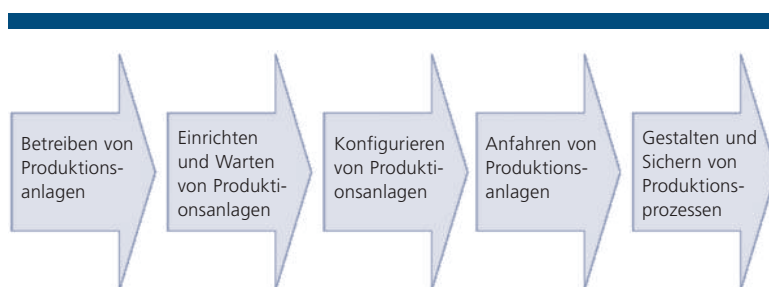 Betreiben von
Produktions-
anlagen
Einrichten
und Warten
von Produkti-
onsanlagen
Konfigurieren
von Produkti-
onsanlagen
Anfahren von
Produktions-
anlagen
Gestalten und
Sichern von
Produktions-
prozessen